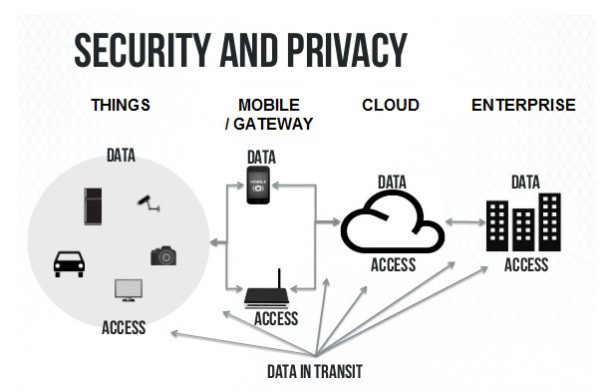 SECURITY AND PRIVACY
THINGS
MOBILE
/ GATEWAY
CLOUD
ENTERPRISE
DATA
DATA
DATA
DATA
MOBILE
ACCESS
ACCESS
ACCESS
ACCESS
DATA IN TRANSIT